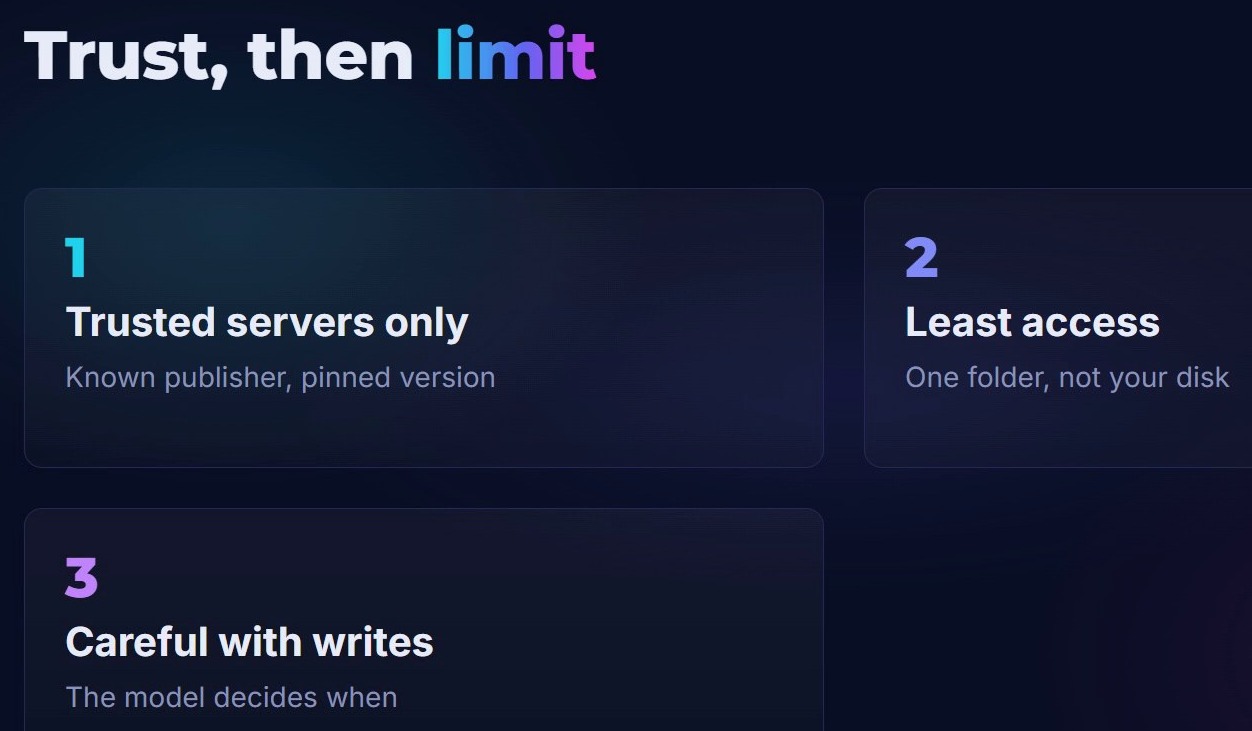 Trust, then limit
1
Trusted servers only
Known publisher, pinned version
2
Least access
One folder, not your disk
3
Careful with writes
The model decides when